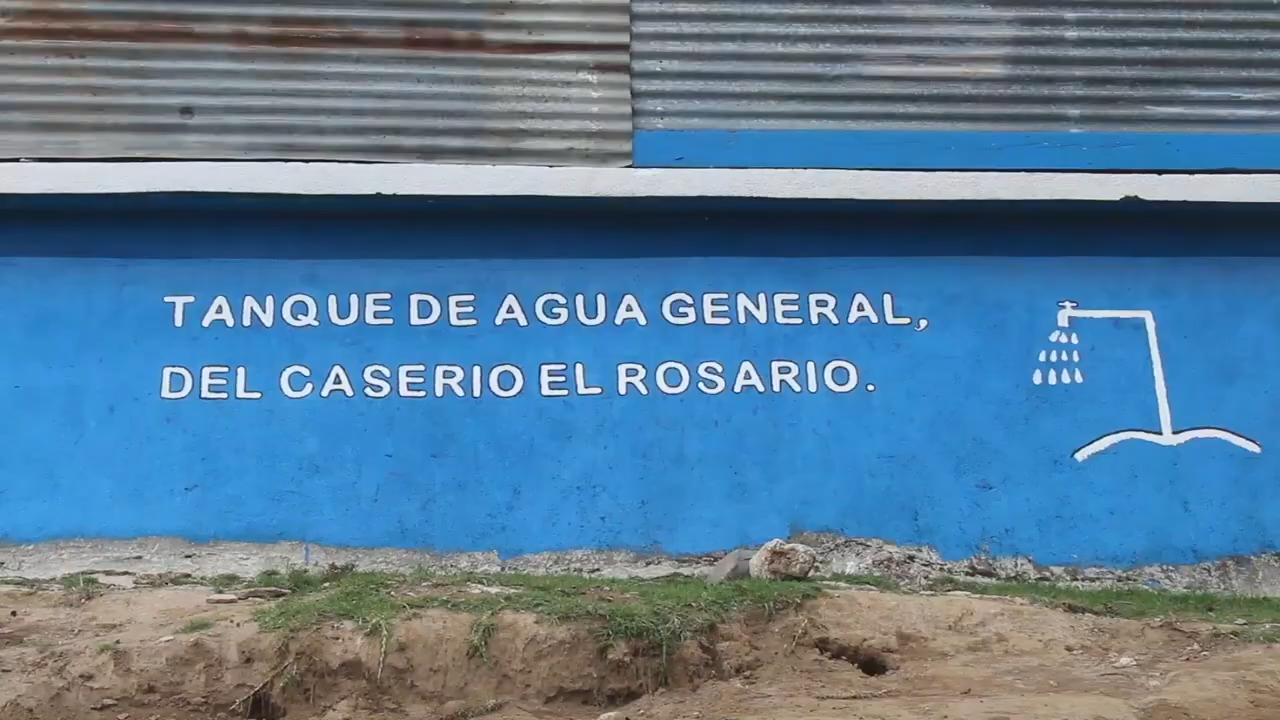 TANQUE DE AGUA GENERAL,
DEL CASERIO EL ROSARIO.